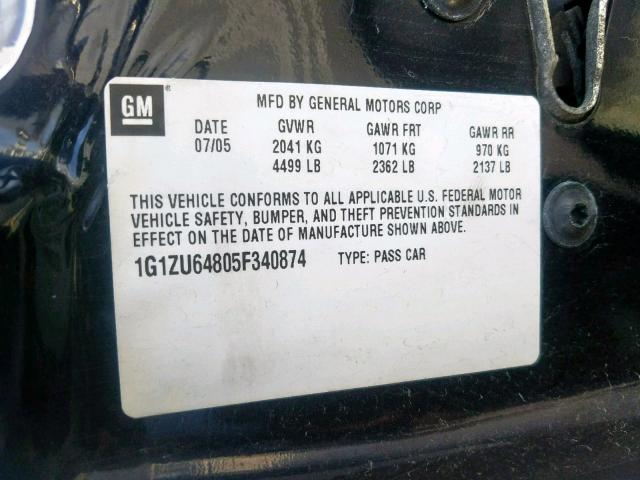 GM
MFD BY GENERAL MOTORS CORP
DATE GVWR GAWR FRT GAWR RR
07/05 2041 KG 1071 KG 970 KG
4499 LB 2362 LB 2137 LB
THIS VEHICLE CONFORMS TO ALL APPLICABLE U.S. FEDERAL MOTOR
VEHICLE SAFETY, BUMPER, AND THEFT PREVENTION STANDARDS IN
EFFECT ON THE DATE OF MANUFACTURE SHOWN ABOVE.
1G1ZU64805F340874 TYPE: PASS CAR